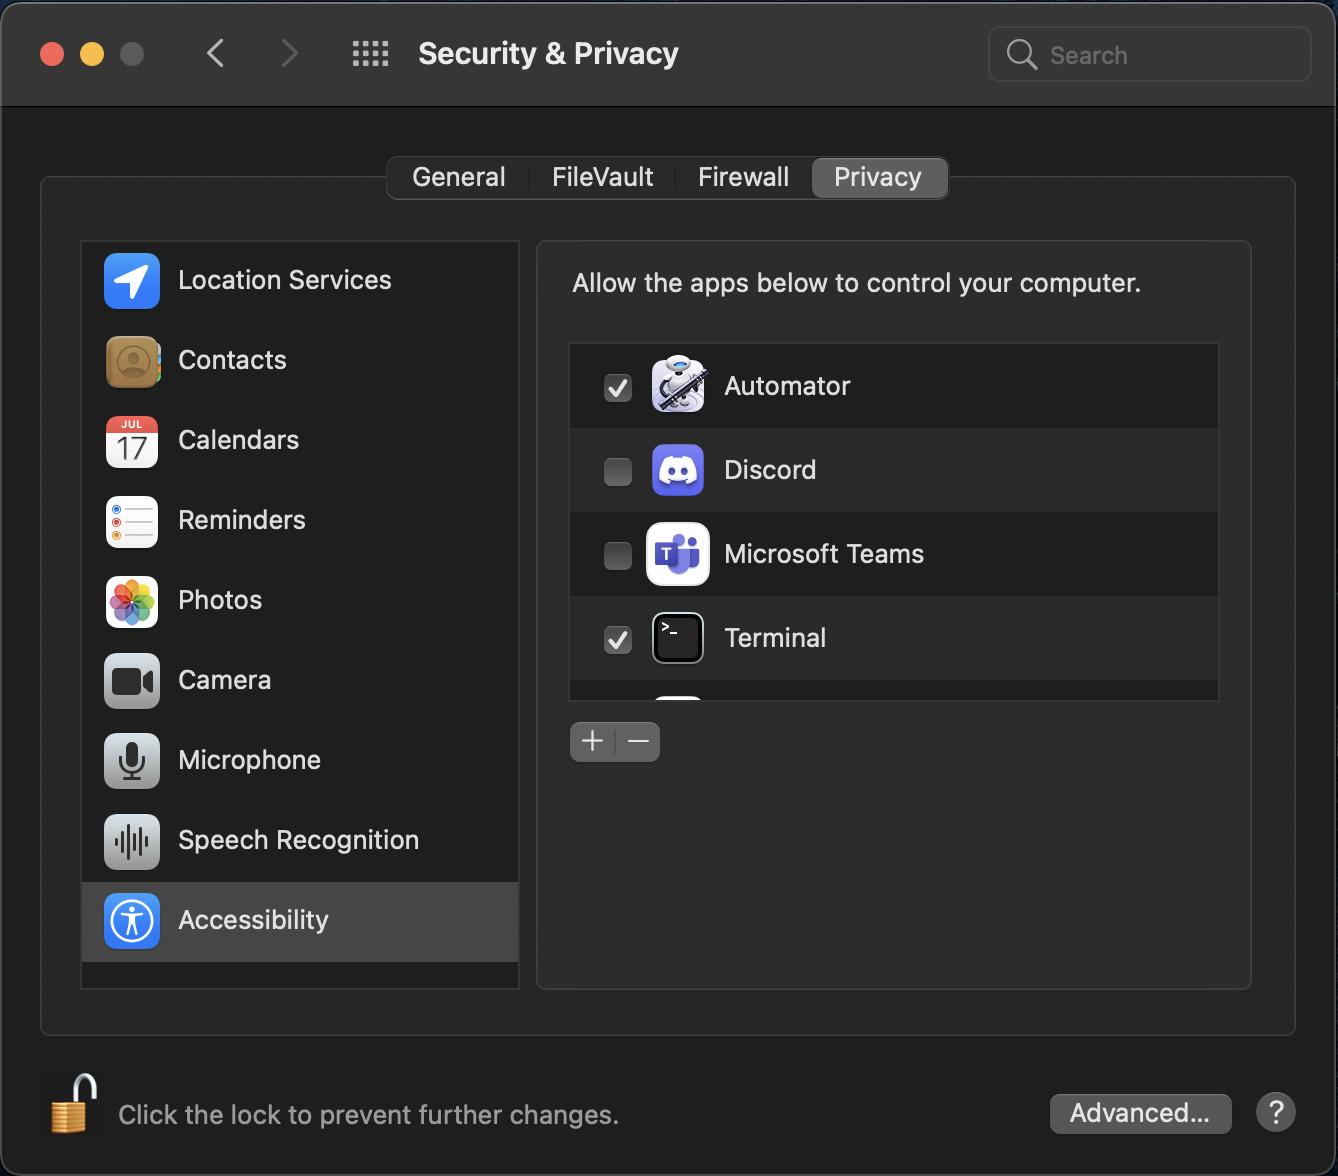 Security & Privacy
Search
General
FileVault
Firewall
Privacy
Location Services
Contacts
JUL
17
Calendars
Reminders
Photos
Camera
Microphone
Speech Recognition
Accessibility
Allow the apps below to control your computer.
Automator
Discord
T
Microsoft Teams
>_
Terminal
+ −
Click the lock to prevent further changes.
Advanced...
?